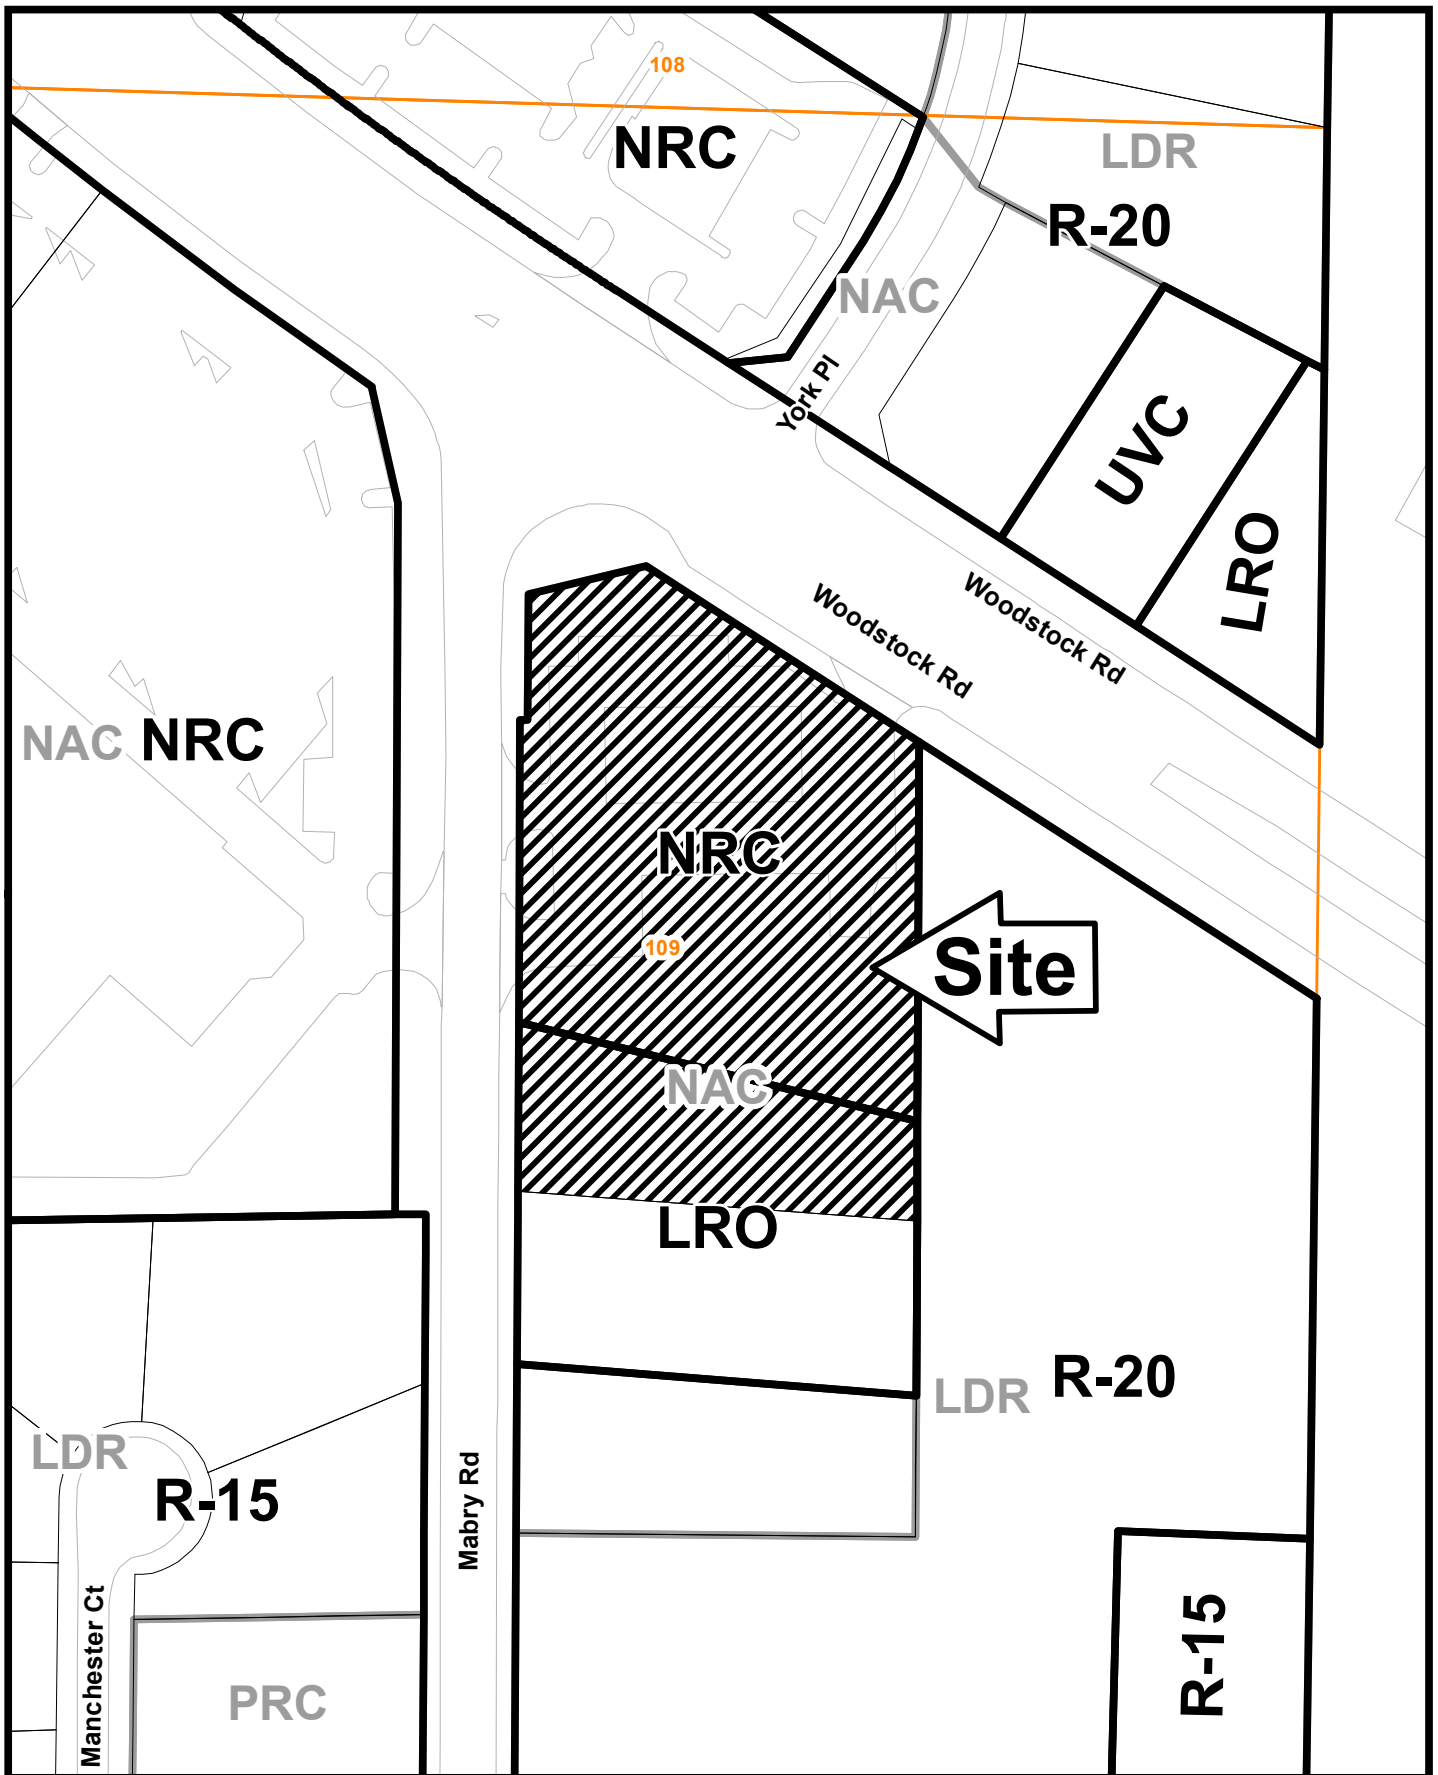 108
NRC
LDR
R-20
NAC
York Pl
UVC
LRO
Woodstock Rd
Woodstock Rd
NAC NRC
NRC
109
Site
NAC
LRO
LDR R-20
LDR
R-15
Mabry Rd
Manchester Ct
PRC
R-15